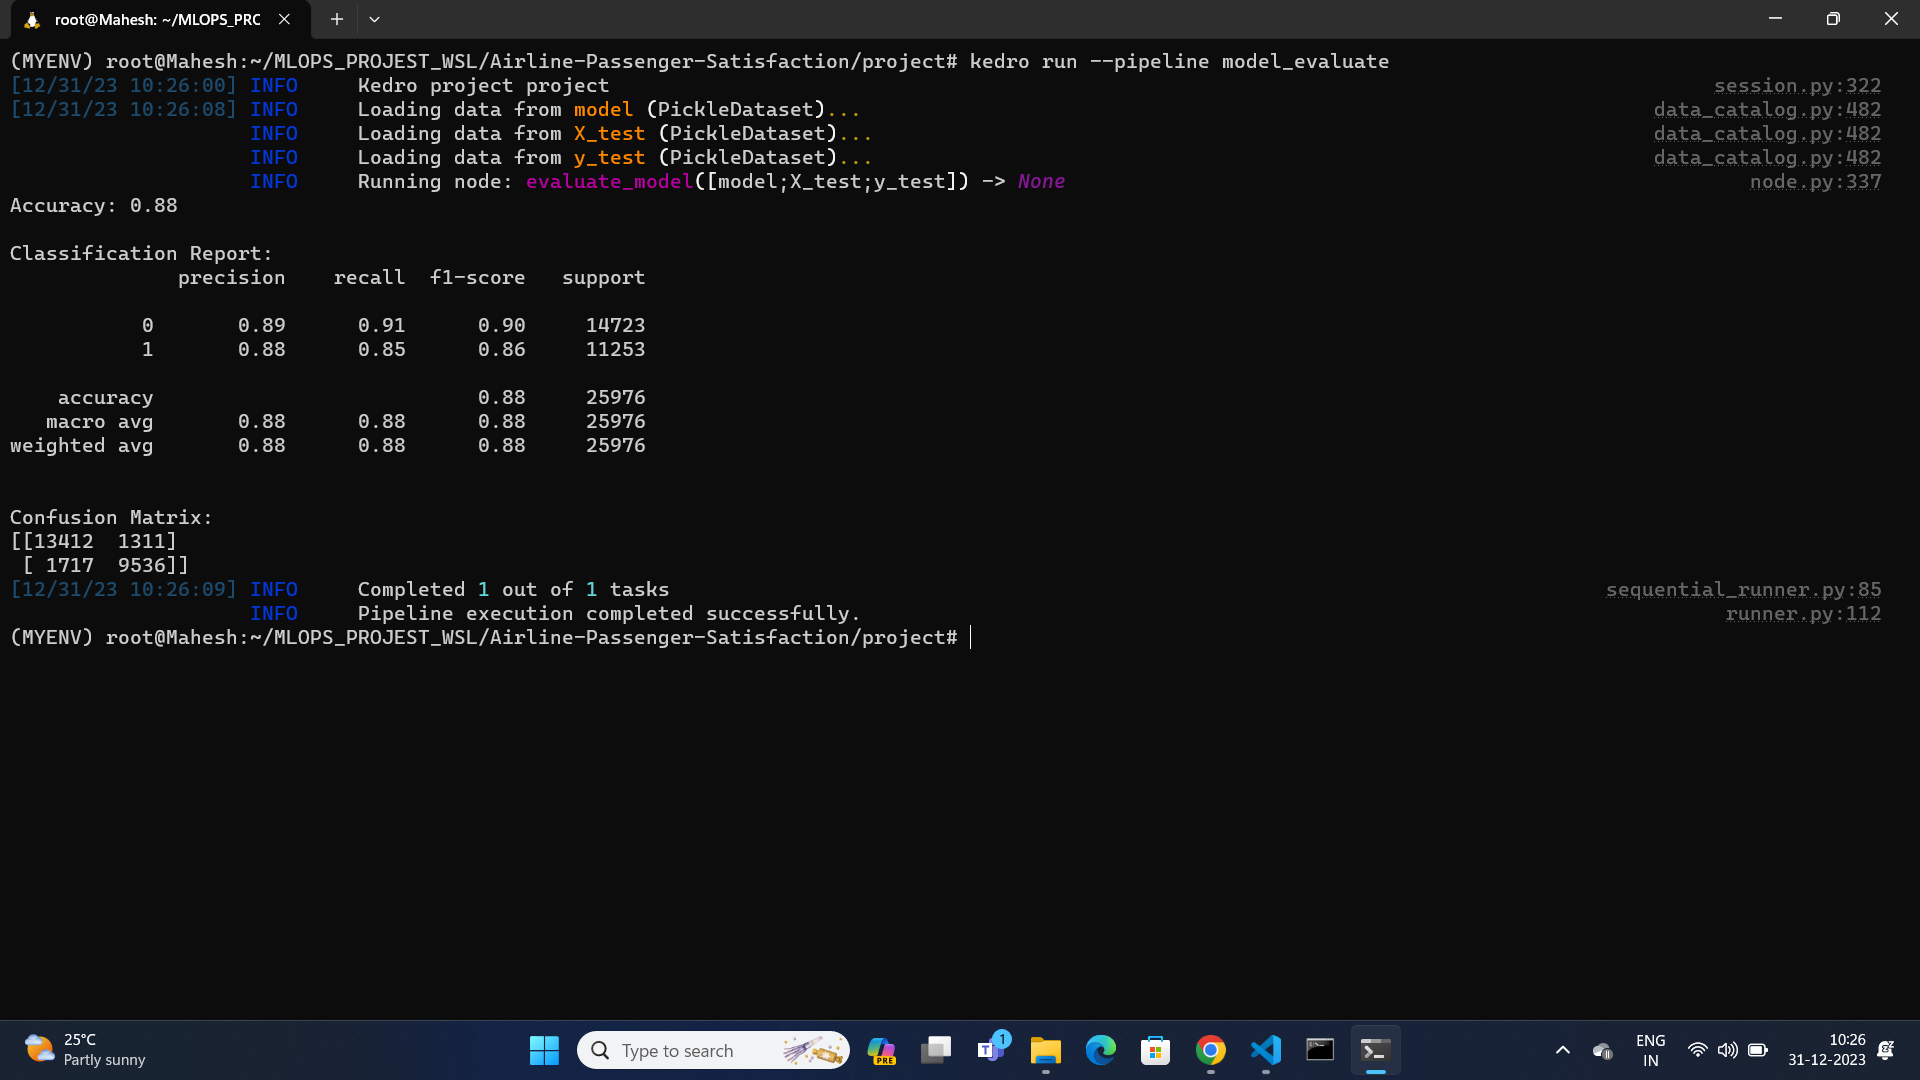 root@Mahesh: ~/MLOPS_PRC
(MYENV) root@Mahesh:~/MLOPS_PROJEST_WSL/Airline-Passenger-Satisfaction/project# kedro run --pipeline model_evaluate
[12/31/23 10:26:00] INFO     Kedro project project     session.py:322
[12/31/23 10:26:08] INFO     Loading data from model (PickleDataset)...     data_catalog.py:482
INFO     Loading data from X_test (PickleDataset)...     data_catalog.py:482
INFO     Loading data from y_test (PickleDataset)...     data_catalog.py:482
INFO     Running node: evaluate_model([model;X_test;y_test]) -> None     node.py:337
Accuracy: 0.88
Classification Report:
precision    recall  f1-score   support
0       0.89      0.91      0.90     14723
1       0.88      0.85      0.86     11253
accuracy                           0.88     25976
macro avg       0.88      0.88      0.88     25976
weighted avg       0.88      0.88      0.88     25976
Confusion Matrix:
[[13412  1311]
[ 1717  9536]]
[12/31/23 10:26:09] INFO     Completed 1 out of 1 tasks     sequential_runner.py:85
INFO     Pipeline execution completed successfully.     runner.py:112
(MYENV) root@Mahesh:~/MLOPS_PROJEST_WSL/Airline-Passenger-Satisfaction/project#
25°C
Partly sunny
Type to search
PRE
1
ENG
IN
10:26
31-12-2023